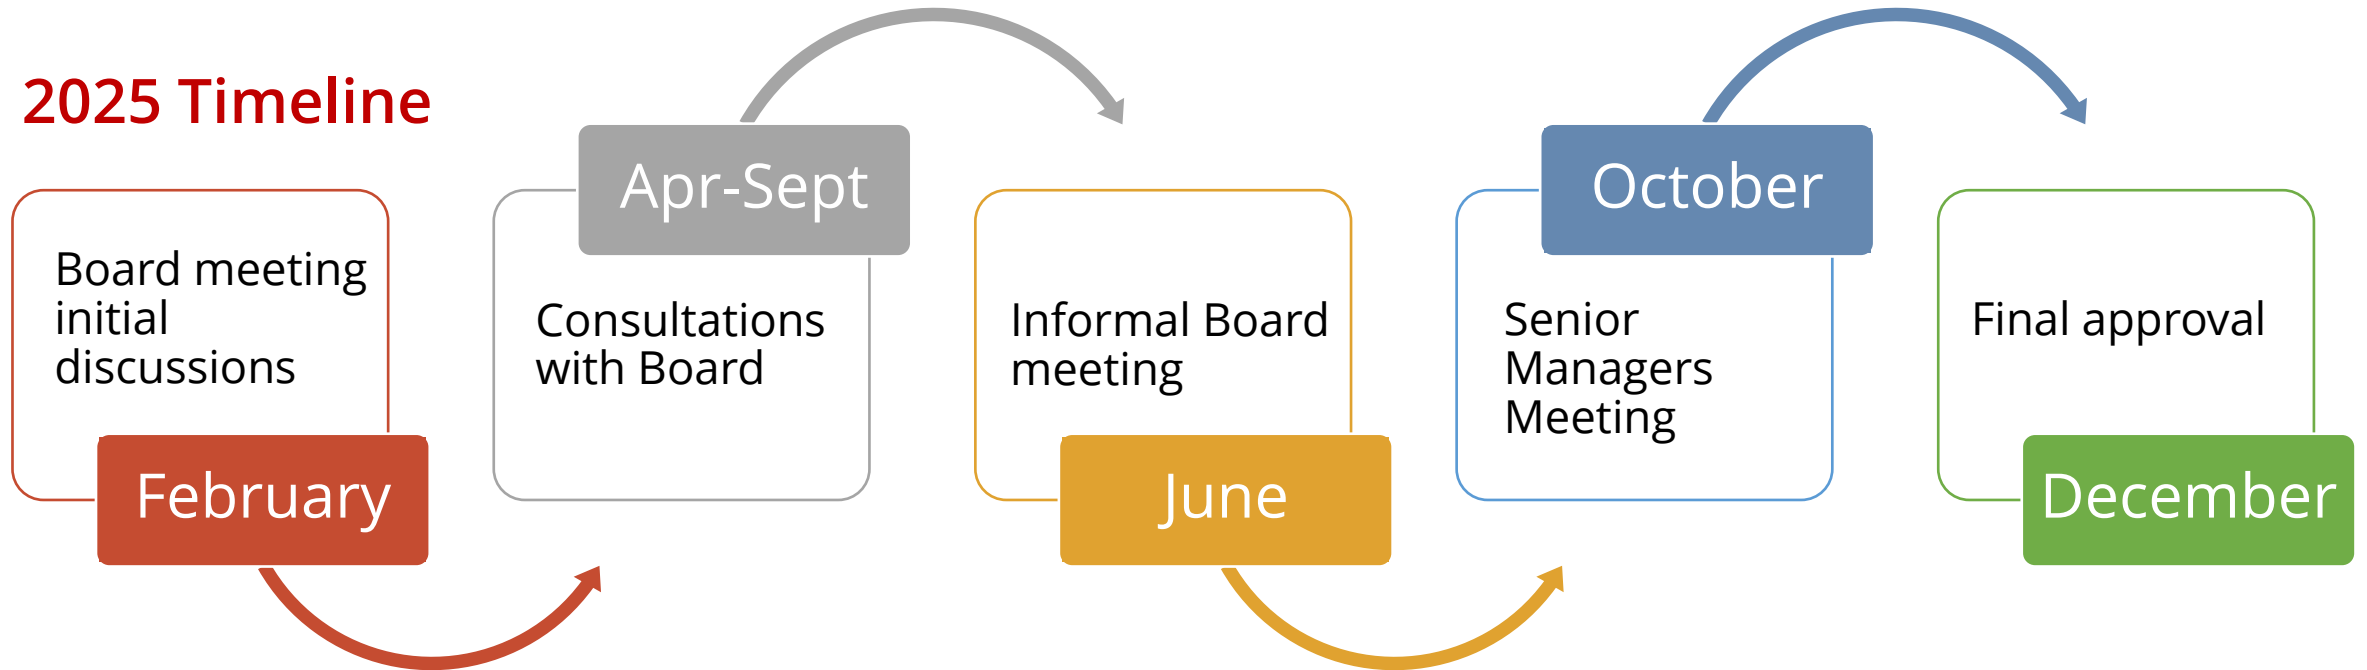 2025 Timeline
Board meeting
initial
discussions
February
Apr-Sept
Consultations
with Board
Informal Board
meeting
June
October
Senior
Managers
Meeting
Final approval
December